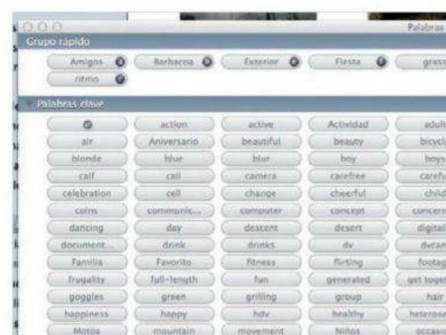 Palabras
Grupo rápido
Amigos Barbacoa Exterior Fiesta
ritmo
Palabras clave
action active Actividad
air Aniversario beautiful beauty
blonde blue blur boy boys
calf call camera carefree
celebration cell change cheerful child
coins communic... computer concept
dancing day descent desert
document... drink drinks dv
Familia Favorito fitness flirting
frugality full-length fun generated
goggles green grilling group hair
happiness happy hdv healthy
Motos mountain movement Niños